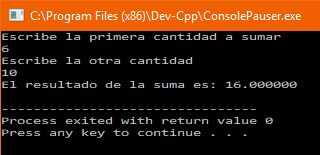 C:\Program Files (x86)\Dev-Cpp\ConsolePauser.exe
Escribe la primera cantidad a sumar
6
Escribe la otra cantidad
10
El resultado de la suma es: 16.000000
--------------------------------
Process exited with return value 0
Press any key to continue . . .